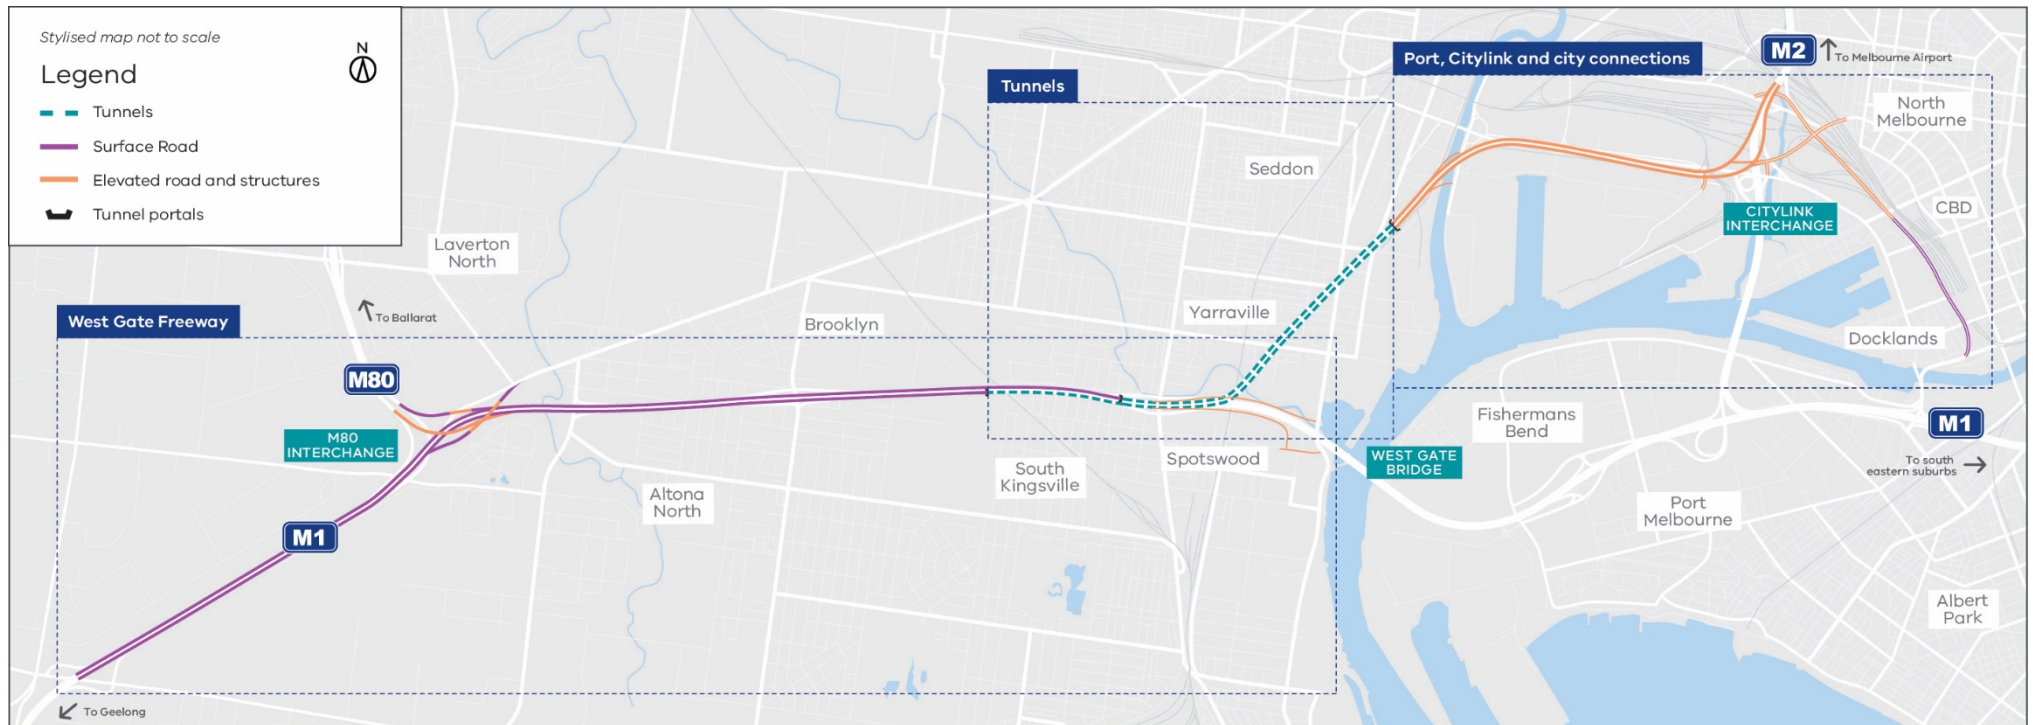 Stylised map not to scale
N
Legend
Tunnels
Surface Road
Elevated road and structures
Tunnel portals
M2
To Melbourne Airport
Port, Citylink and city connections
Tunnels
North
Melbourne
Seddon
CBD
CITYLINK
INTERCHANGE
Laverton
North
To Ballarat
West Gate Freeway
Brooklyn
Yarraville
Docklands
M80
M80
INTERCHANGE
Fishermans
Bend
M1
To south
eastern suburbs
WEST GATE
BRIDGE
Spotswood
South
Kingsville
Altona
North
Port
Melbourne
M1
Albert
Park
To Geelong